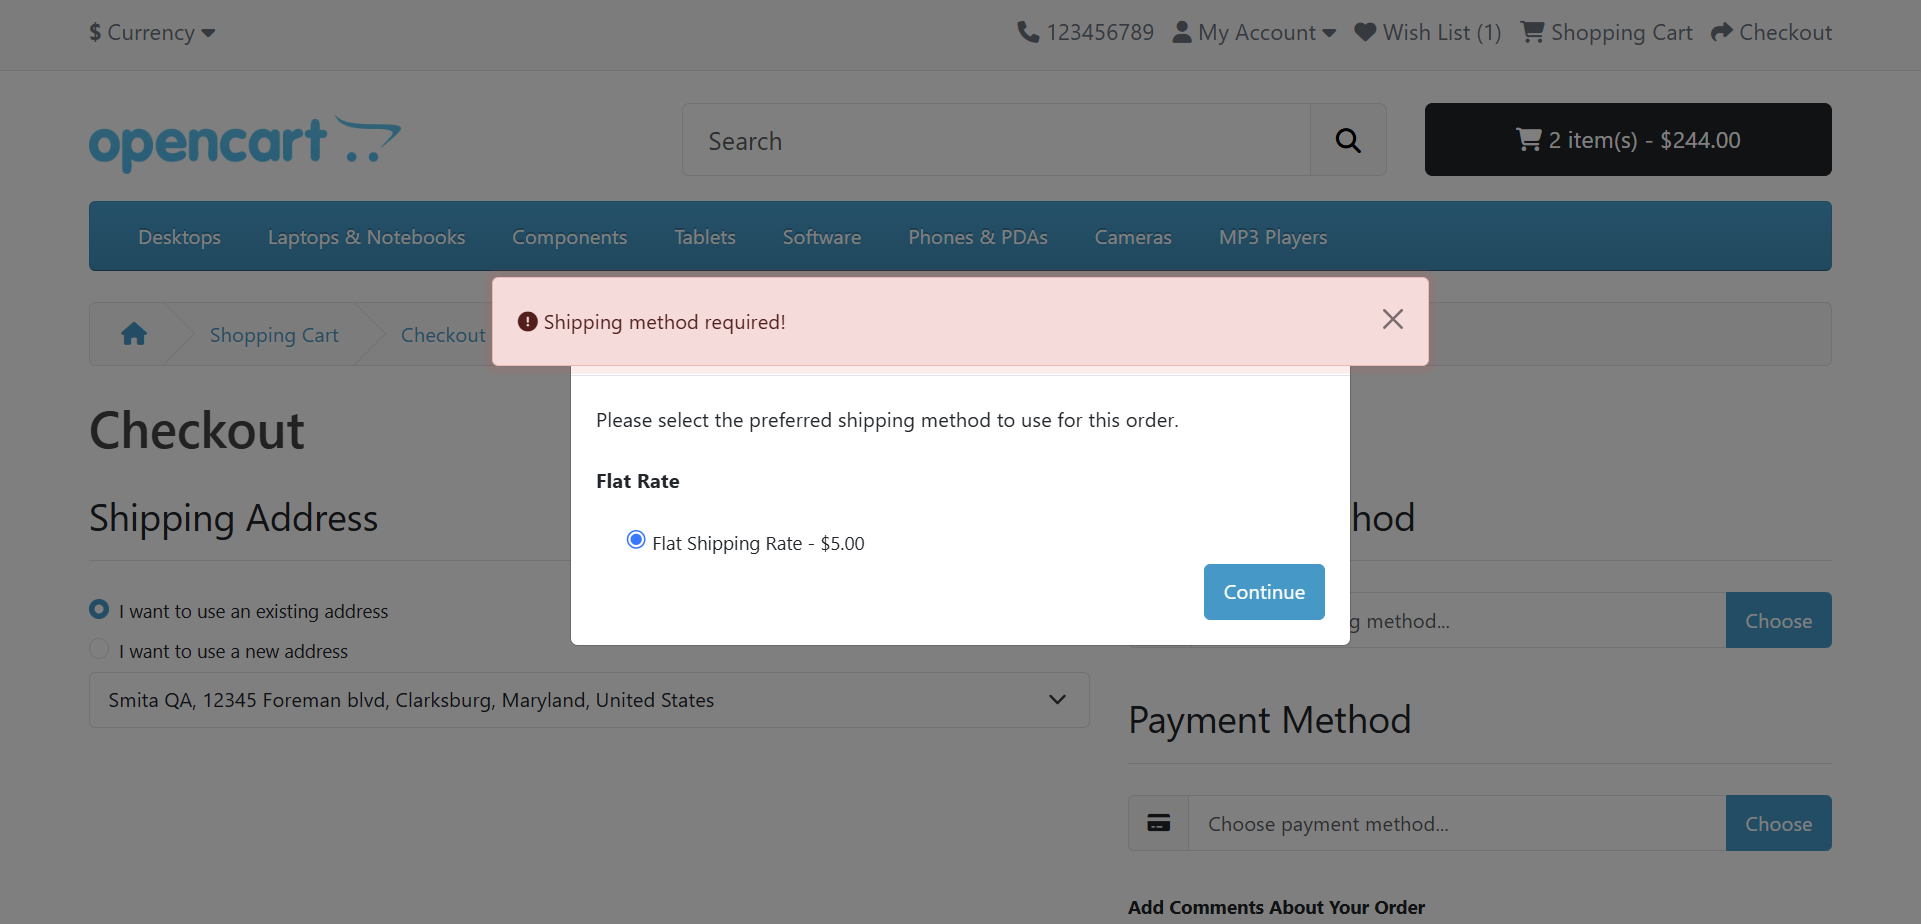 $ Currency
123456789 My Account Wish List (1) Shopping Cart Checkout
opencart
Search
2 item(s) - $244.00
Desktops Laptops & Notebooks Components Tablets Software Phones & PDAs Cameras MP3 Players
Shopping Cart Checkout
Shipping method required!
Please select the preferred shipping method to use for this order.
Flat Rate
Flat Shipping Rate - $5.00
Continue
Checkout
Shipping Address
I want to use an existing address
I want to use a new address
Smita QA, 12345 Foreman blvd, Clarksburg, Maryland, United States
hod
g method...
Choose
Payment Method
Choose payment method...
Choose
Add Comments About Your Order